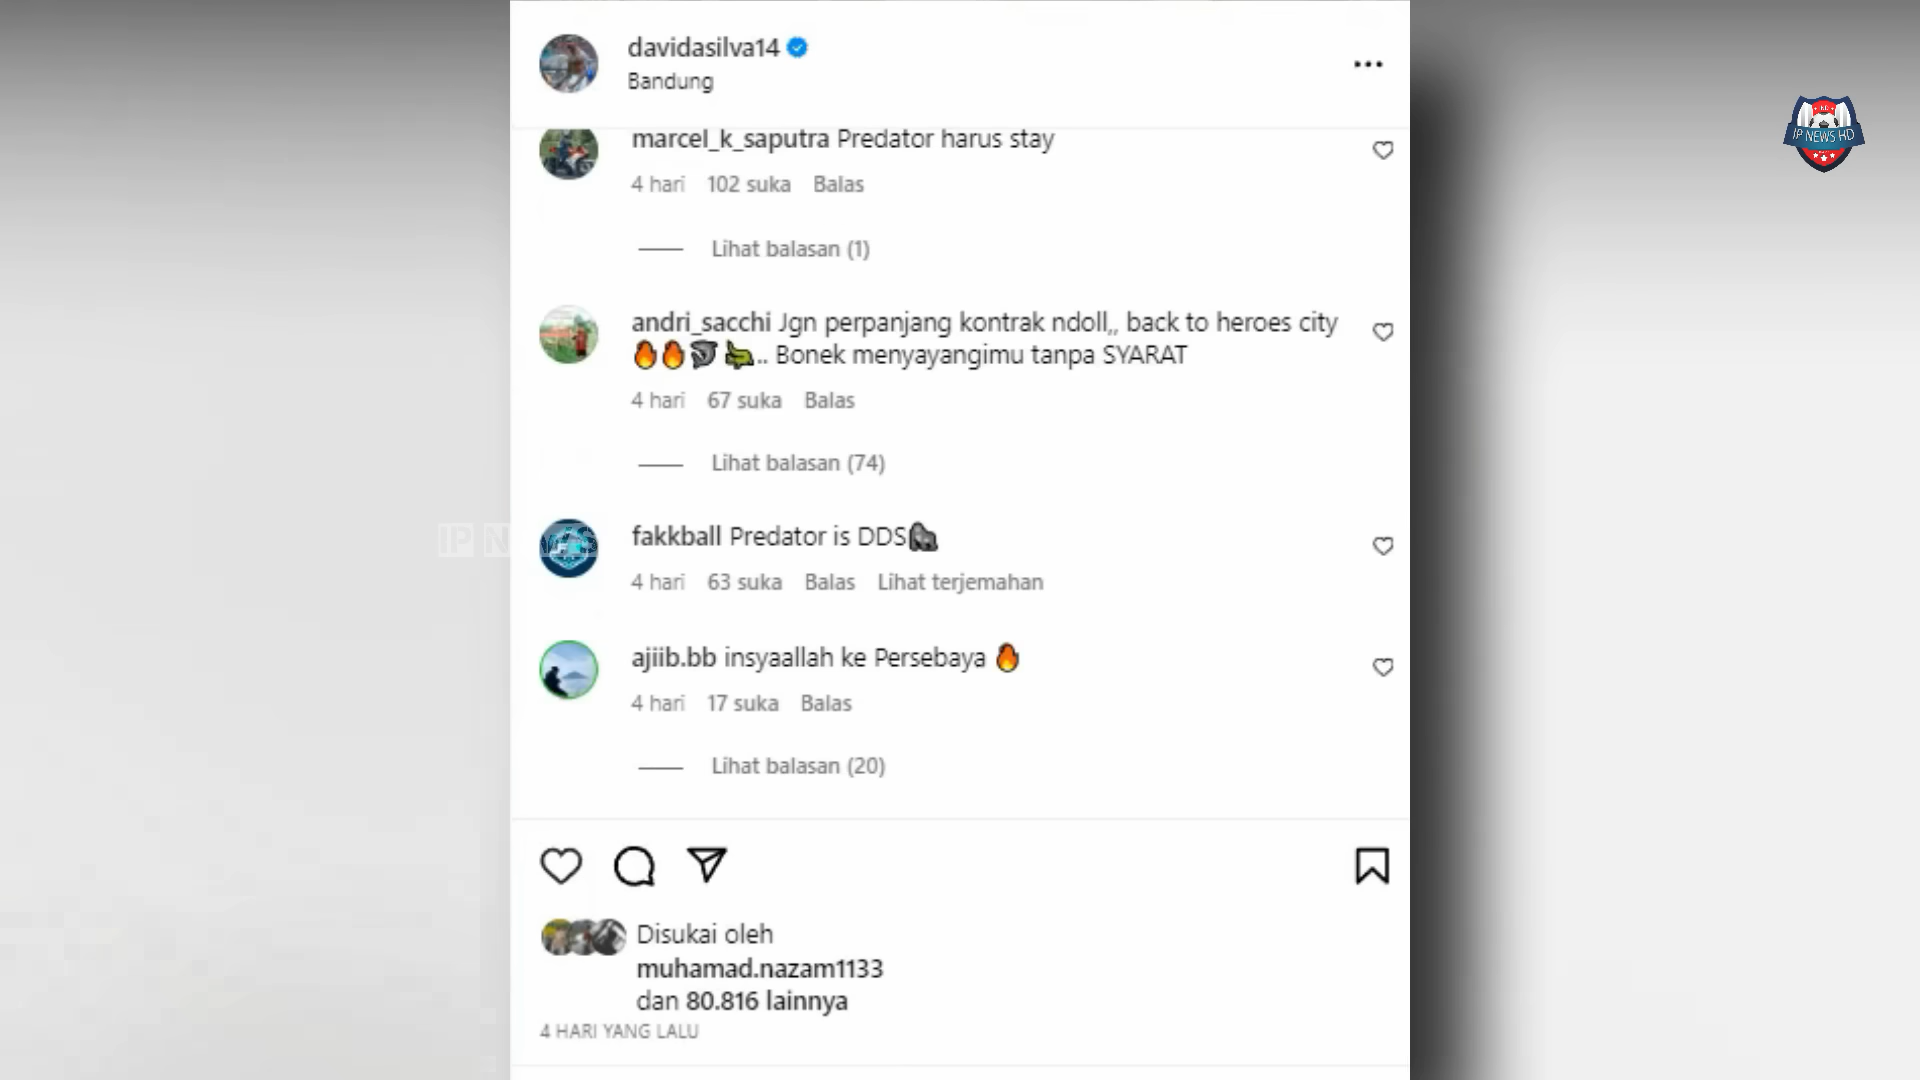 davidasilva14
Bandung
IP NEWS HD
marcel_k_saputra Predator harus stay
4 hari 102 suka Balas
Lihat balasan (1)
andri_sacchi Jgn perpanjang kontrak ndoll,, back to heroes city
🔥🔥🦈🐊.. Bonek menyayangimu tanpa SYARAT
4 hari 67 suka Balas
Lihat balasan (74)
fakkball Predator is DDS🦍
4 hari 63 suka Balas Lihat terjemahan
ajiib.bb insyaallah ke Persebaya 🔥
4 hari 17 suka Balas
Lihat balasan (20)
Disukai oleh
muhamad.nazam1133
dan 80.816 lainnya
4 HARI YANG LALU